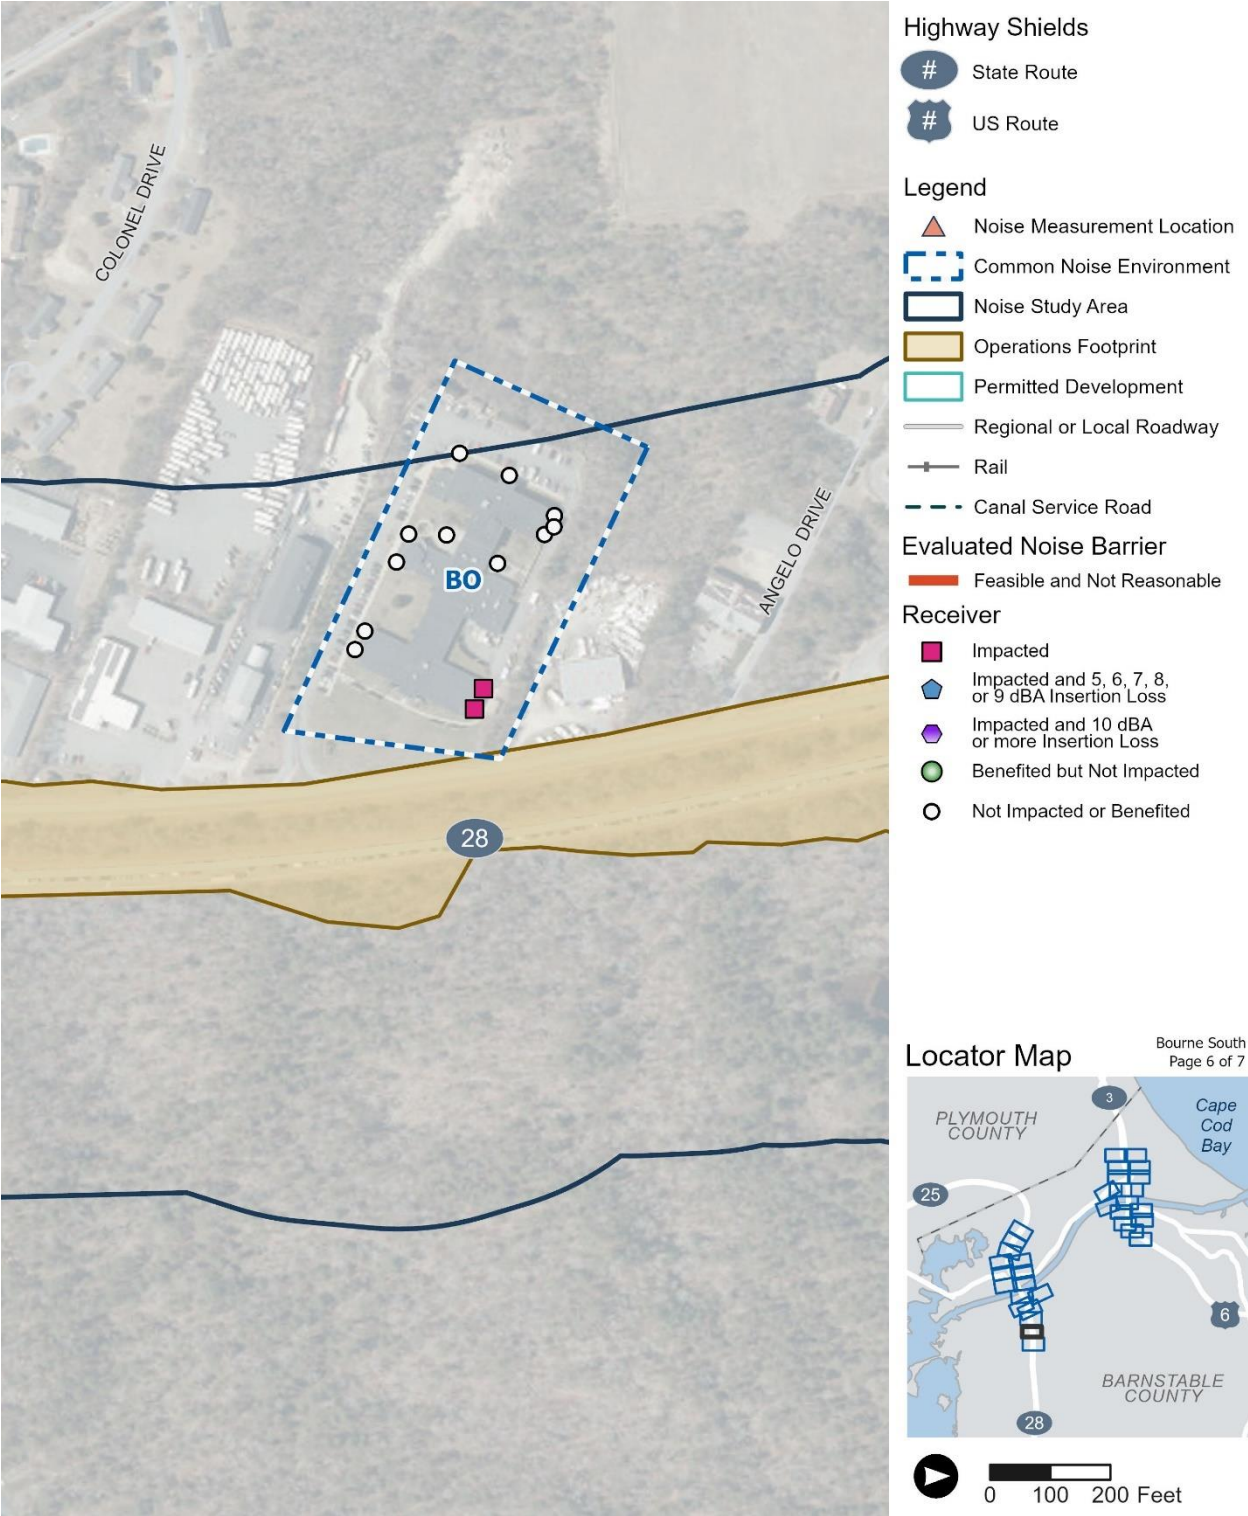 COLONEL DRIVE
ANGELO DRIVE
BO
28
Highway Shields
# State Route
# US Route
Legend
Noise Measurement Location
Common Noise Environment
Noise Study Area
Operations Footprint
Permitted Development
Regional or Local Roadway
Rail
Canal Service Road
Evaluated Noise Barrier
Feasible and Not Reasonable
Receiver
Impacted
Impacted and 5, 6, 7, 8,
or 9 dBA Insertion Loss
Impacted and 10 dBA
or more Insertion Loss
Benefited but Not Impacted
Not Impacted or Benefited
Locator Map
Bourne South
Page 6 of 7
3
PLYMOUTH
COUNTY
Cape
Cod
Bay
25
6
BARNSTABLE
COUNTY
28
0 100 200 Feet